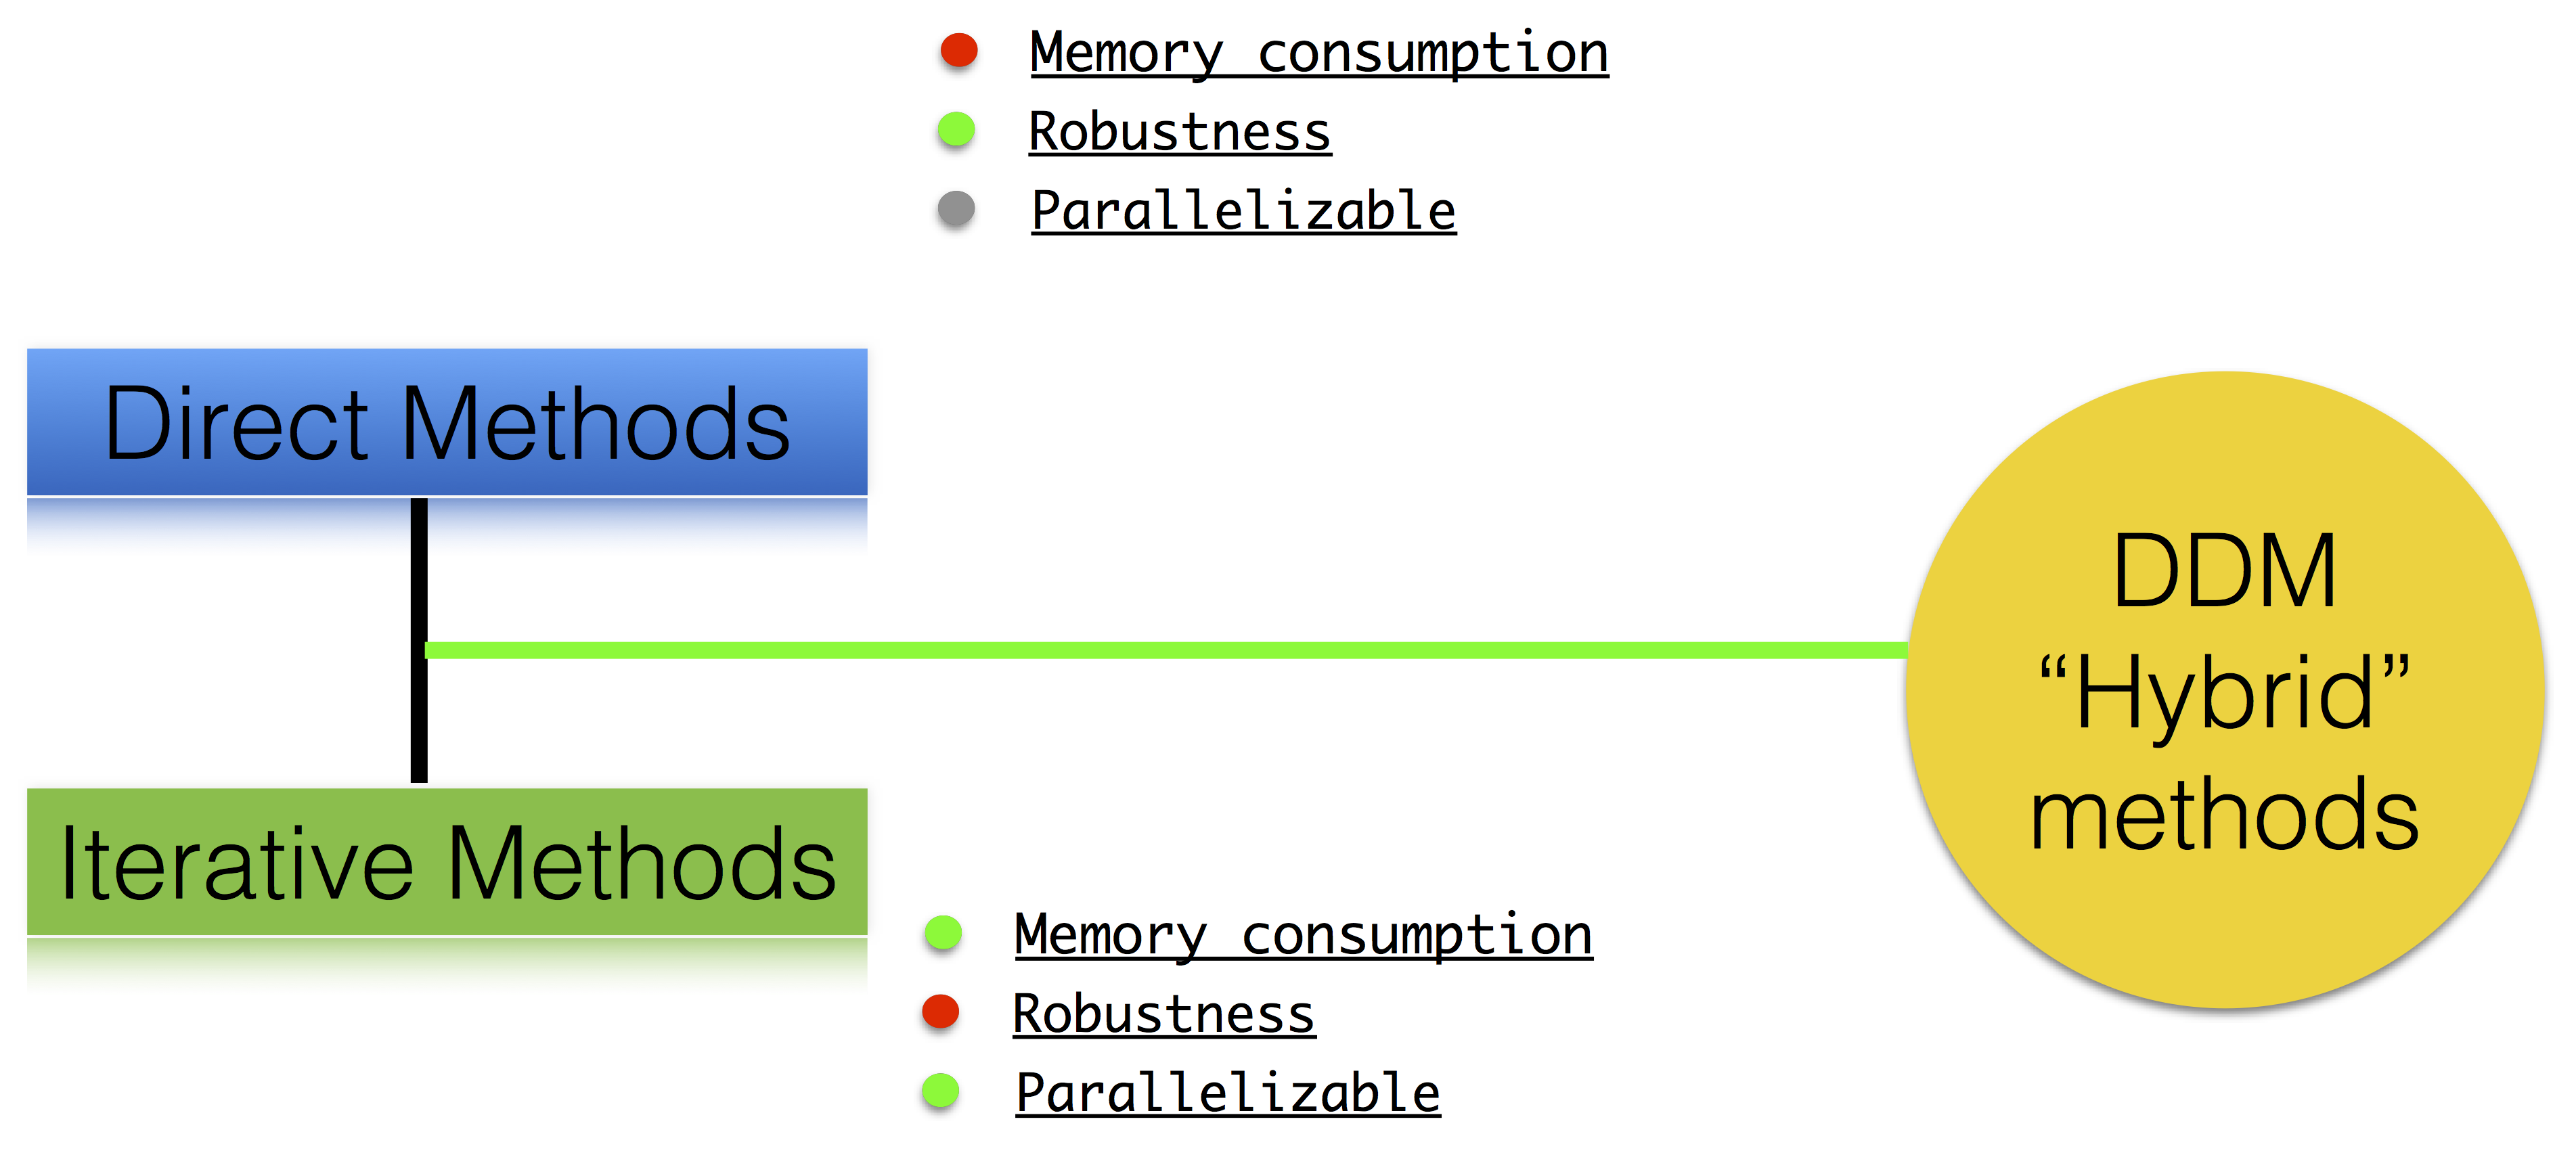 Memory consumption
Robustness
Parallelizable
Direct Methods
DDM
“Hybrid”
methods
Iterative Methods
Memory consumption
Robustness
Parallelizable